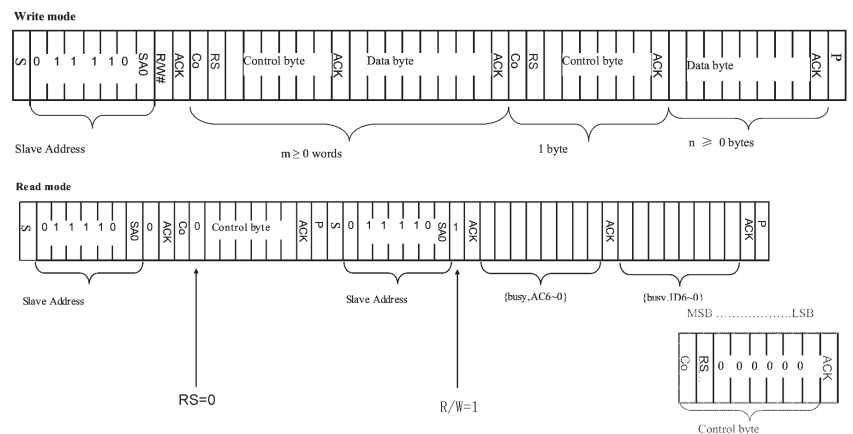 Write mode
S 0 1 1 1 1 0 SA0 R/W# ACK Co RS Control byte ACK Data byte ACK Co RS Control byte ACK Data byte ACK P
Slave Address
m ≥ 0 words
1 byte
n ≥ 0 bytes
Read mode
S 0 1 1 1 1 0 SA0 0 ACK Co 0 Control byte ACK P S 0 1 1 1 1 0 SA0 1 ACK ACK ACK P
Slave Address
Slave Address
{busy,AC6~0}
{busy,ID6~0}
MSB ...................LSB
Co RS 0 0 0 0 0 0 ACK
RS=0
R/W=1
Control byte